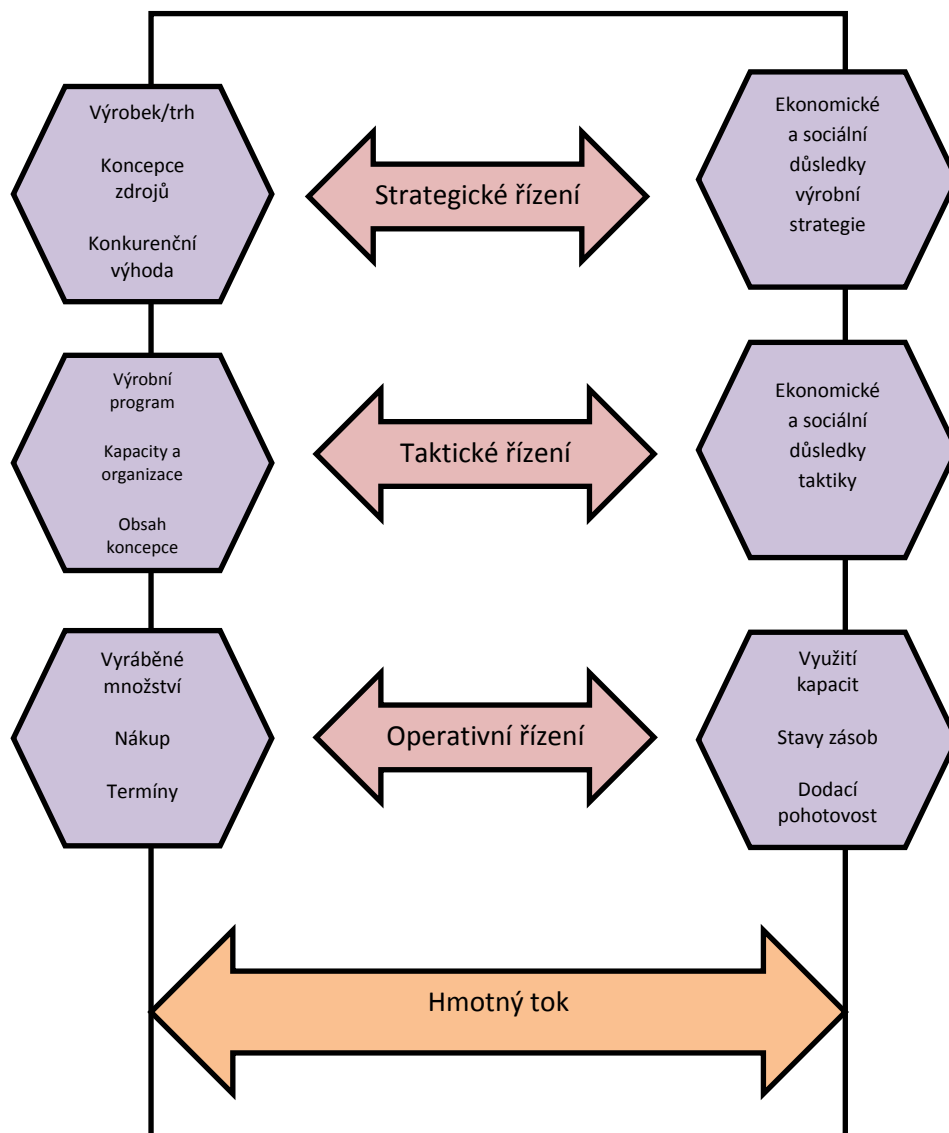 Výrobek/trh
Koncepce
zdrojů
Konkurenční
výhoda
Strategické řízení
Ekonomické
a sociální
důsledky
výrobní
strategie
Výrobní
program
Kapacity a
organizace
Obsah
koncepce
Taktické řízení
Ekonomické
a sociální
důsledky
taktiky
Vyráběné
množství
Nákup
Termíny
Operativní řízení
Využití
kapacit
Stavy zásob
Dodací
pohotovost
Hmotný tok